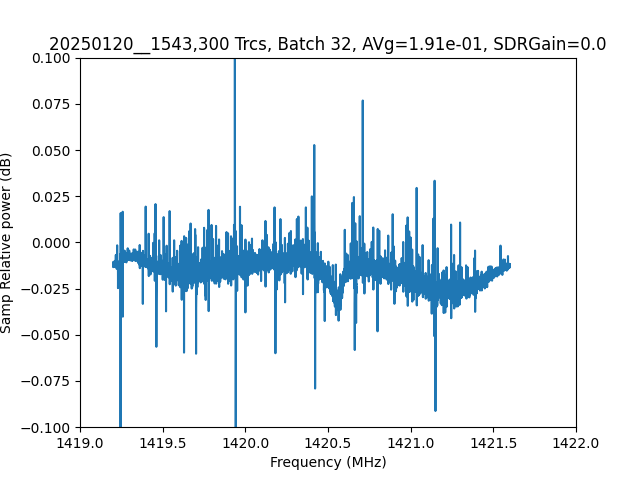 20250120__1543,300 Trcs, Batch 32, AVg=1.91e-01, SDRGain=0.0
Samp Relative power (dB)
0.100
0.075
0.050
0.025
0.000
−0.025
−0.050
−0.075
−0.100
1419.0 1419.5 1420.0 1420.5 1421.0 1421.5 1422.0
Frequency (MHz)